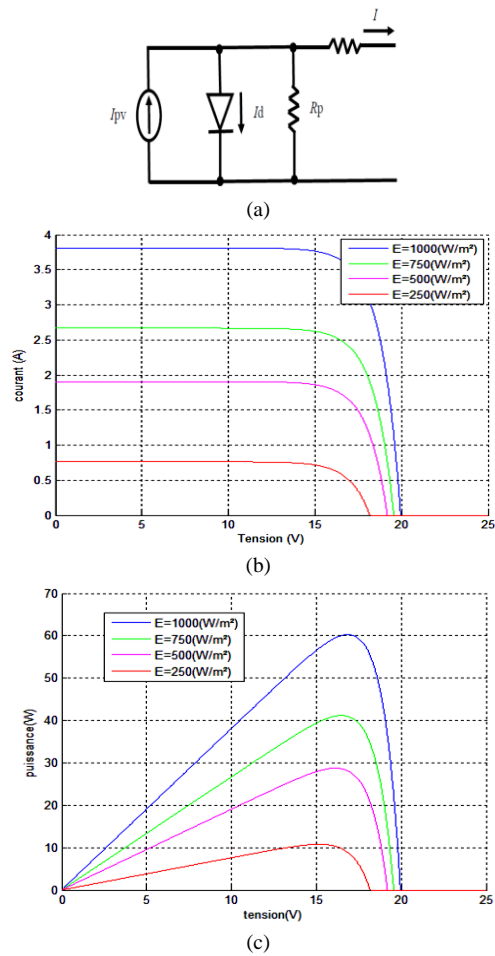 I
Ipv
Id
Rp
(a)
E=1000(W/m²)
E=750(W/m²)
E=500(W/m²)
E=250(W/m²)
courant (A)
4
3.5
3
2.5
2
1.5
1
0.5
0
0 5 10 15 20 25
Tension (V)
(b)
E=1000(W/m²)
E=750(W/m²)
E=500(W/m²)
E=250(W/m²)
puissance(W)
70
60
50
40
30
20
10
0
0 5 10 15 20 25
tension(V)
(c)